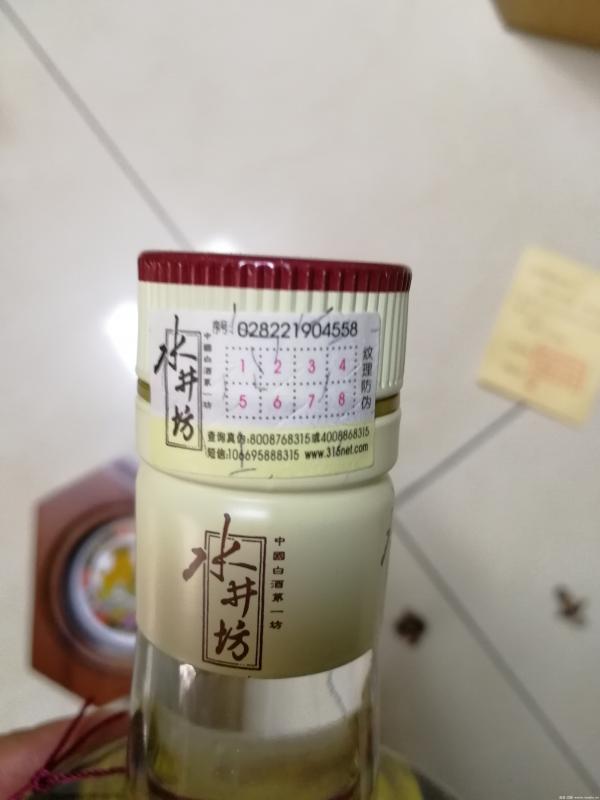 序号:028221904558
水井坊
中國白酒第一坊
1 2 3 4
5 6 7 8
纹理防伪
查询真伪:8008768315或4008868315
短信:106695888315 www.315net.com
水井坊
中國白酒第一坊